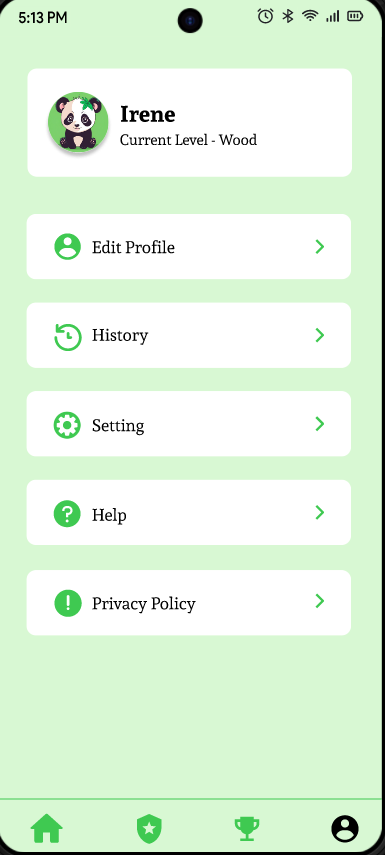 5:13 PM
Irene
Current Level - Wood
Edit Profile
History
Setting
Help
Privacy Policy